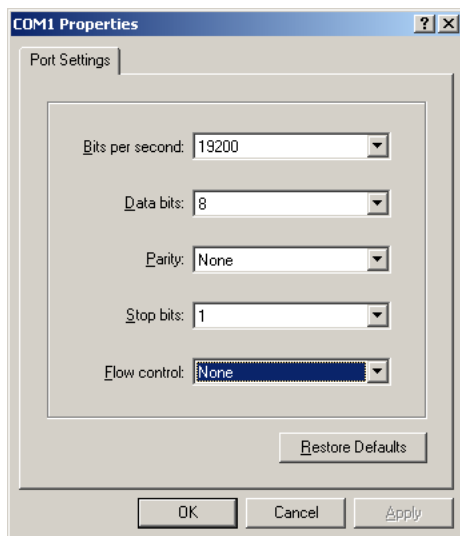 COM1 Properties
Port Settings
Bits per second: 19200
Data bits: 8
Parity: None
Stop bits: 1
Flow control: None
Restore Defaults
OK Cancel Apply